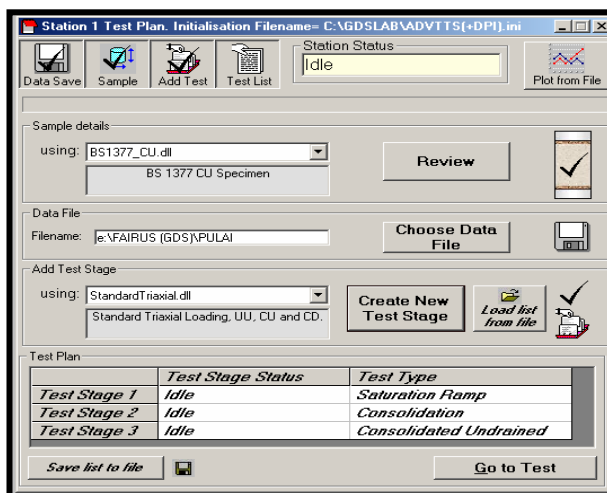 Station 1 Test Plan. Initialisation Filename= C:\GDSLAB\ADVTTS(+DPI).ini
Data Save
Sample
Add Test
Test List
Station Status
Idle
Plot from File
Sample details
using: BS1377_CU.dll
BS 1377 CU Specimen
Review
Data File
Filename: e:\FAIRUS (GDS)\PULAI
Choose Data
File
Add Test Stage
using: StandardTriaxial.dll
Standard Triaxial Loading, UU, CU and CD.
Create New
Test Stage
Load list
from file
Test Plan
Test Stage Status Test Type
Test Stage 1 Idle Saturation Ramp
Test Stage 2 Idle Consolidation
Test Stage 3 Idle Consolidated Undrained
Save list to file
Go to Test